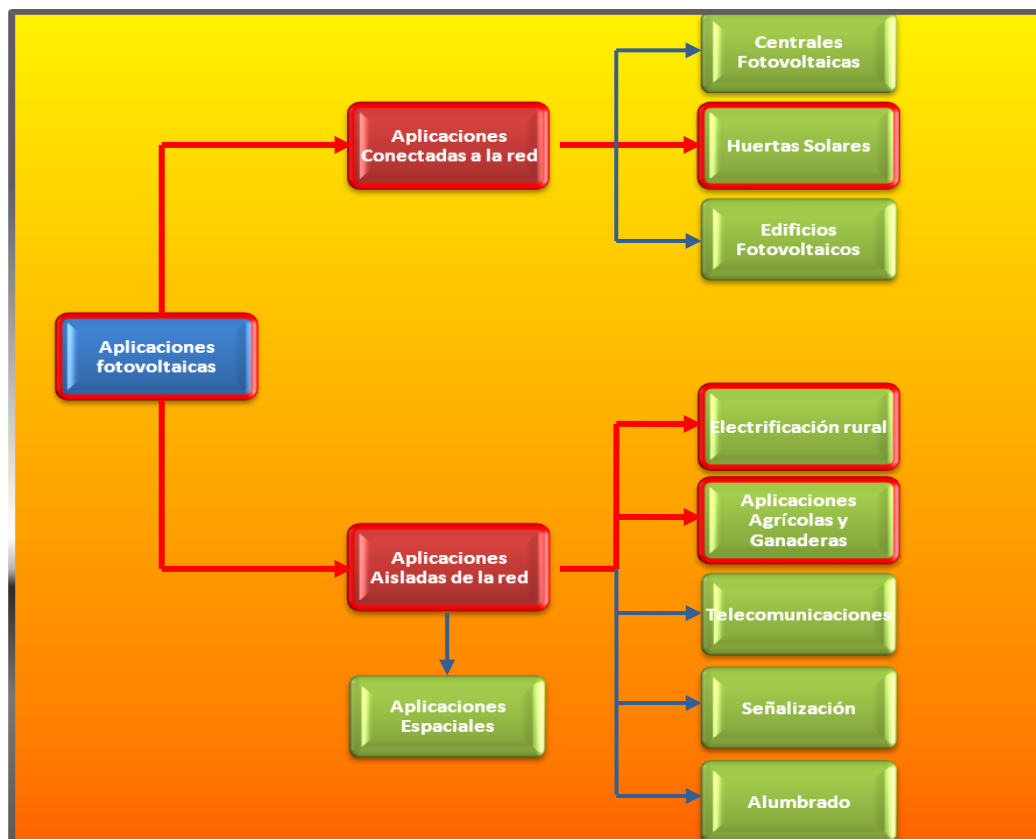 Centrales
Fotovoltaicas
Aplicaciones
Conectadas a la red
Huertas Solares
Edificios
Fotovoltaicos
Aplicaciones
fotovoltaicas
Electrificación rural
Aplicaciones
Agrícolas y
Ganaderas
Aplicaciones
Aisladas de la red
Telecomunicaciones
Aplicaciones
Espaciales
Señalización
Alumbrado